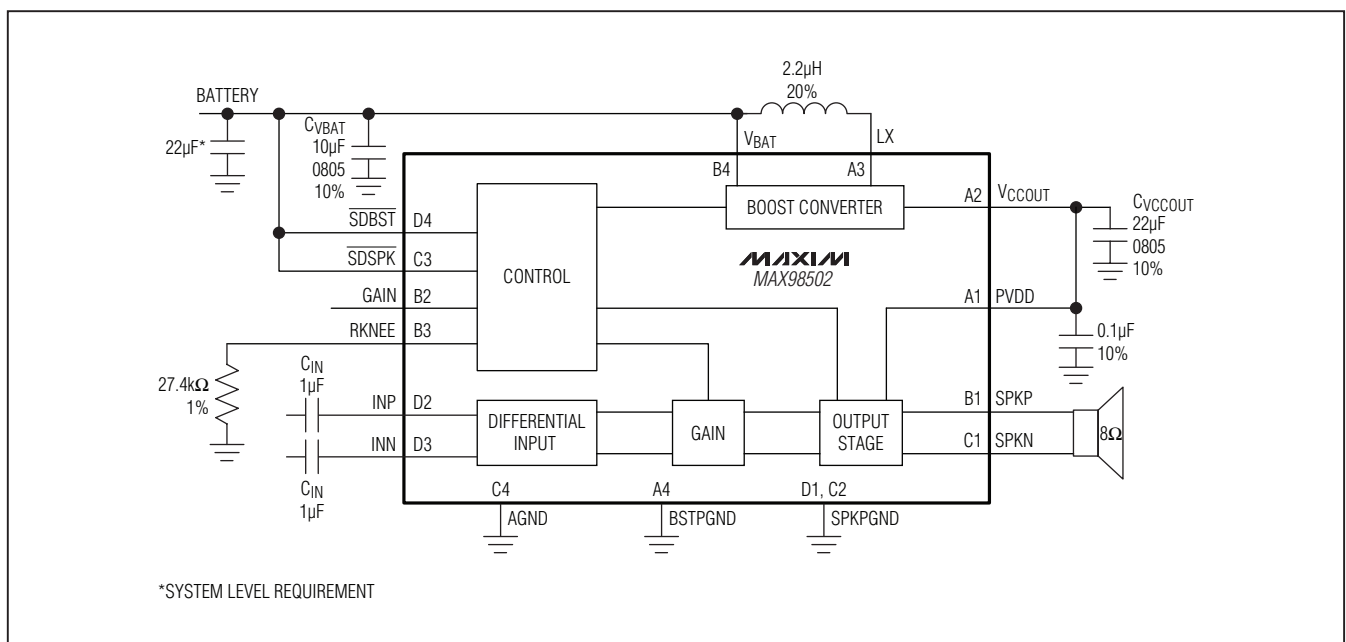 BATTERY
22µF*
CVBAT
10µF
0805
10%
2.2µH
20%
VBAT
LX
B4
A3
BOOST CONVERTER
A2
VCCOUT
CVCCOUT
22µF
0805
10%
MAXIM
MAX98502
SDBST
D4
SDSPK
C3
GAIN
B2
RKNEE
B3
CONTROL
A1
PVDD
0.1µF
10%
27.4kΩ
1%
CIN
1µF
INP
D2
INN
D3
CIN
1µF
DIFFERENTIAL
INPUT
GAIN
OUTPUT
STAGE
B1
SPKP
C1
SPKN
8Ω
C4
AGND
A4
BSTPGND
D1, C2
SPKPGND
*SYSTEM LEVEL REQUIREMENT